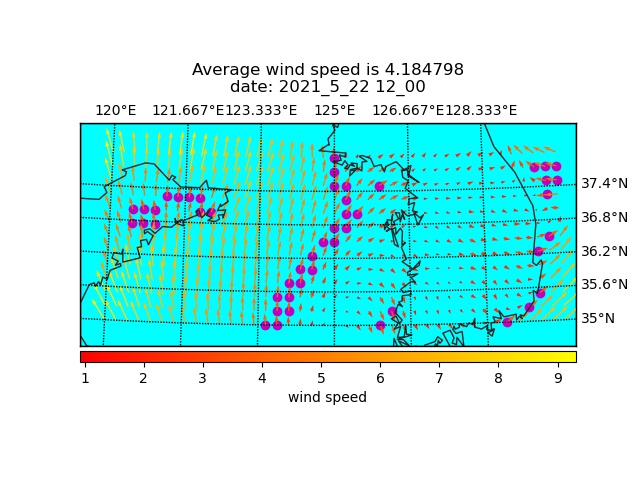 Average wind speed is 4.184798
date: 2021_5_22 12_00
120°E 121.667°E 123.333°E 125°E 126.667°E 128.333°E
37.4°N
36.8°N
36.2°N
35.6°N
35°N
1 2 3 4 5 6 7 8 9
wind speed